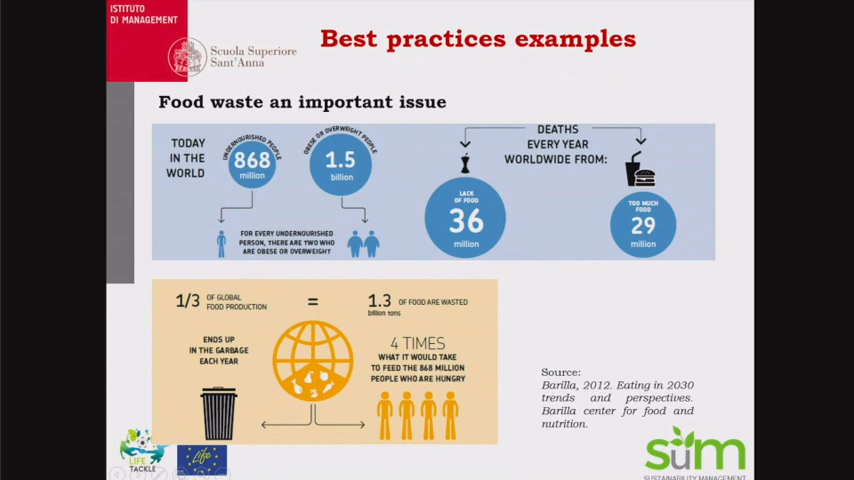 ISTITUTO
DI MANAGEMENT
Scuola Superiore
Sant'Anna
Best practices examples
Food waste an important issue
TODAY
IN THE
WORLD
UNDERNOURISHED PEOPLE
868
million
OBESE OR OVERWEIGHT PEOPLE
1.5
billion
FOR EVERY UNDERNOURISHED
PERSON, THERE ARE TWO WHO
ARE OBESE OR OVERWEIGHT
DEATHS
EVERY YEAR
WORLDWIDE FROM:
LACK
OF FOOD
36
million
TOO MUCH
FOOD
29
million
1/3 OF GLOBAL
FOOD PRODUCTION
=
1.3 OF FOOD ARE WASTED
billion tons
ENDS UP
IN THE GARBAGE
EACH YEAR
4 TIMES
WHAT IT WOULD TAKE
TO FEED THE 868 MILLION
PEOPLE WHO ARE HUNGRY
Source:
Barilla, 2012. Eating in 2030
trends and perspectives.
Barilla center for food and
nutrition.
LIFE
TACKLE
Life
sum
SUSTAINABILITY MANAGEMENT